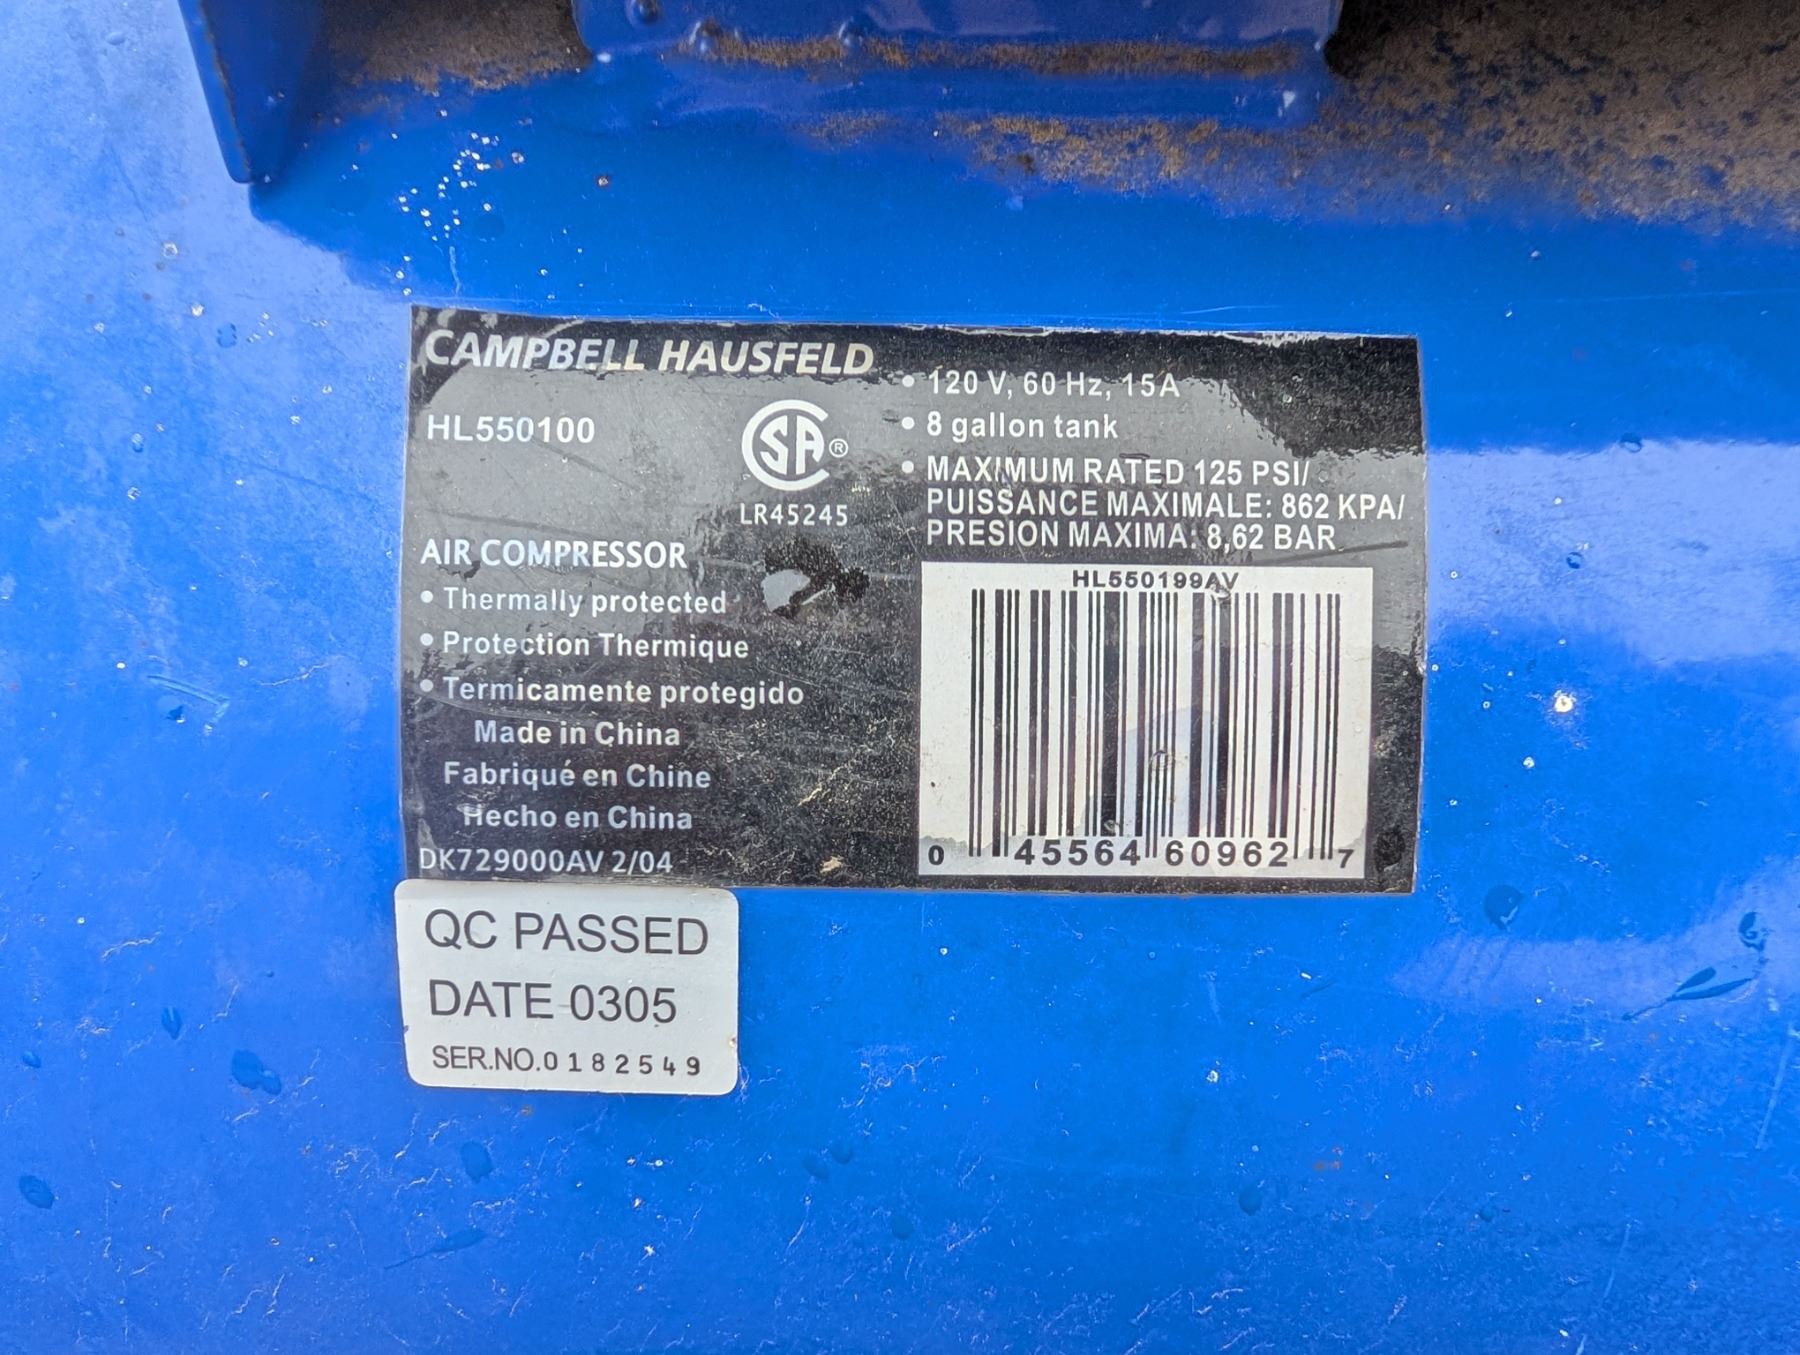 CAMPBELL HAUSFELD
HL550100
SA®
LR45245
AIR COMPRESSOR
• Thermally protected
• Protection Thermique
• Termicamente protegido
Made in China
Fabriqué en Chine
Hecho en China
DK729000AV 2/04
• 120 V, 60 Hz, 15A
• 8 gallon tank
• MAXIMUM RATED 125 PSI/
PUISSANCE MAXIMALE: 862 KPA/
PRESION MAXIMA: 8,62 BAR
HL550199AV
0 45564 60962 7
QC PASSED
DATE 0305
SER.NO.0182549